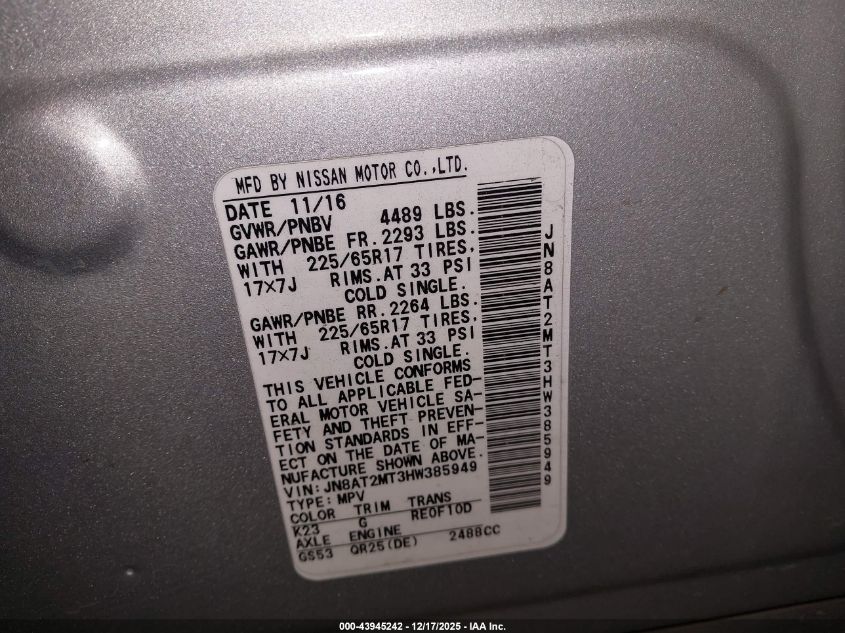 MFD BY NISSAN MOTOR CO.,LTD.
DATE 11/16
GVWR/PNBV 4489 LBS.
GAWR/PNBE FR.2293 LBS.
WITH 225/65R17 TIRES,
17×7J RIMS.AT 33 PSI
COLD SINGLE.
GAWR/PNBE RR.2264 LBS.
WITH 225/65R17 TIRES,
17×7J RIMS.AT 33 PSI
COLD SINGLE.
THIS VEHICLE CONFORMS
TO ALL APPLICABLE FED-
ERAL MOTOR VEHICLE SA-
FETY AND THEFT PREVEN-
TION STANDARDS IN EFF-
ECT ON THE DATE OF MA-
NUFACTURE SHOWN ABOVE.
VIN:JN8AT2MT3HW385949
TYPE:MPV
COLOR TRIM TRANS
K23 G RE0F10D
AXLE ENGINE
GS53 QR25(DE) 2488CC
JN8AT2MT3HW385949
000-43945242 - 12/17/2025 - IAA Inc.